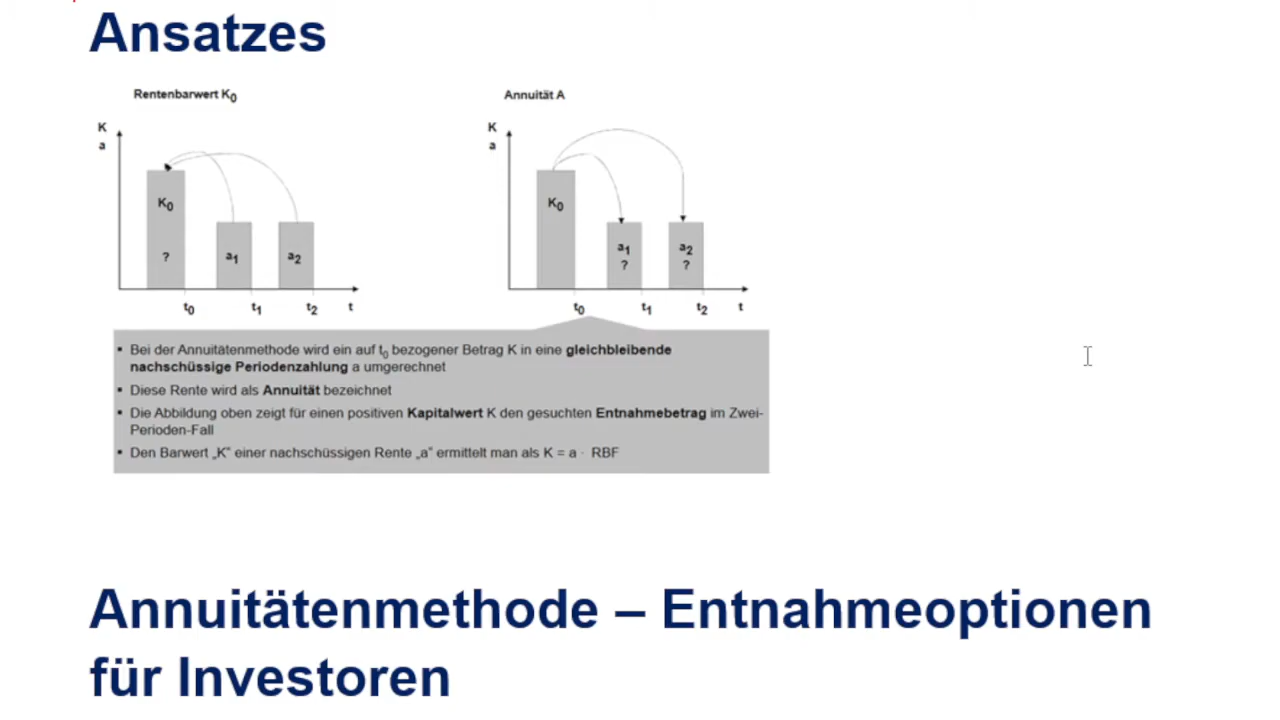 Ansatzes
Rentenbarwert K0
K
a
K0
?
a1
a2
t0
t1
t2
t
Annuität A
K
a
K0
a1
?
a2
?
t0
t1
t2
t
▪ Bei der Annuitätenmethode wird ein auf t0 bezogener Betrag K in eine gleichbleibende
nachschüssige Periodenzahlung a umgerechnet
▪ Diese Rente wird als Annuität bezeichnet
▪ Die Abbildung oben zeigt für einen positiven Kapitalwert K den gesuchten Entnahmebetrag im Zwei-
Perioden-Fall
▪ Den Barwert „K" einer nachschüssigen Rente „a" ermittelt man als K = a · RBF
Annuitätenmethode – Entnahmeoptionen
für Investoren